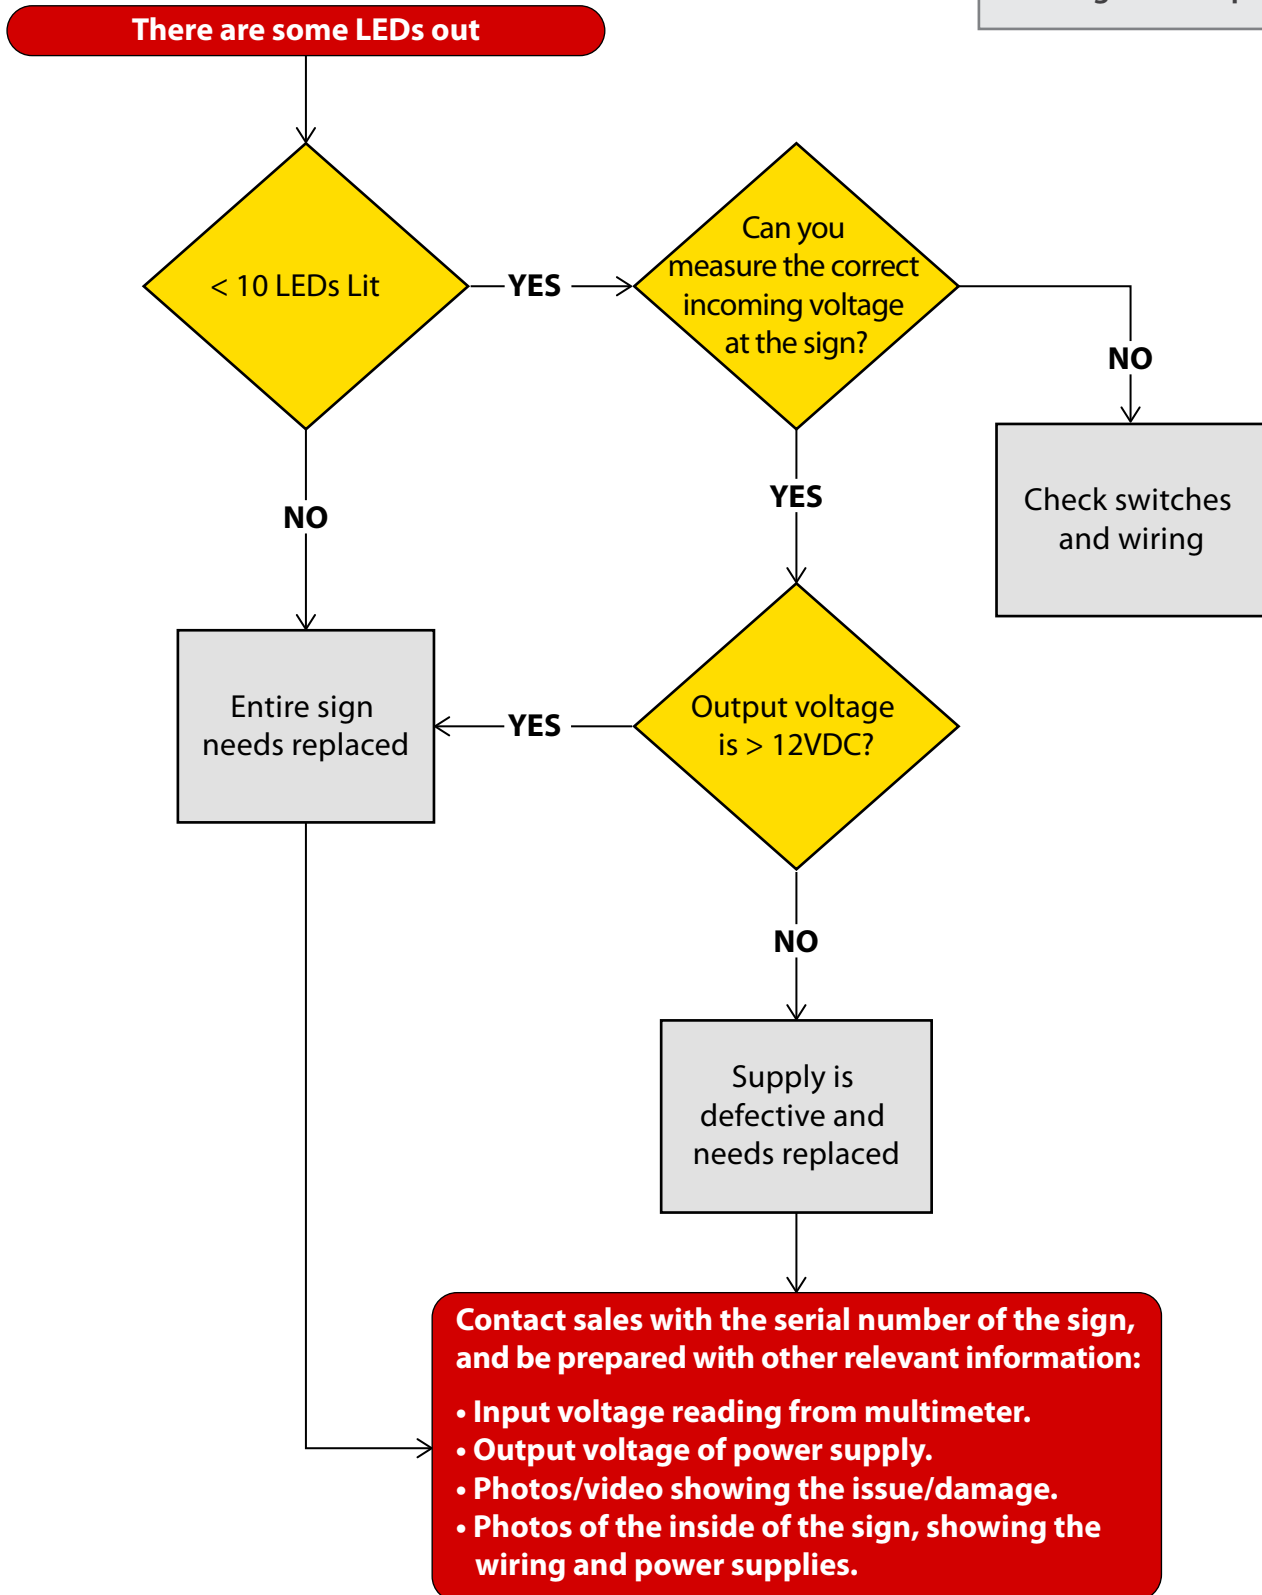 There are some LEDs out
< 10 LEDs Lit
YES
Can you
measure the correct
incoming voltage
at the sign?
NO
Check switches
and wiring
NO
YES
Entire sign
needs replaced
YES
Output voltage
is > 12VDC?
NO
Supply is
defective and
needs replaced
Contact sales with the serial number of the sign,
and be prepared with other relevant information:
• Input voltage reading from multimeter.
• Output voltage of power supply.
• Photos/video showing the issue/damage.
• Photos of the inside of the sign, showing the
wiring and power supplies.